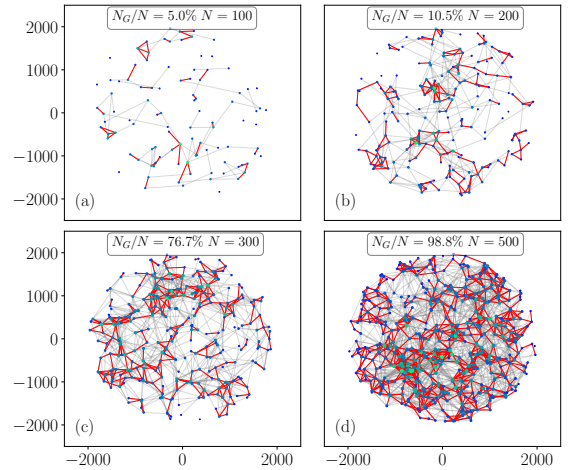 N_G/N = 5.0% N = 100
N_G/N = 10.5% N = 200
2000
1000
0
−1000
−2000
(a)
(b)
N_G/N = 76.7% N = 300
N_G/N = 98.8% N = 500
2000
1000
0
−1000
−2000
(c)
(d)
−2000 0 2000
−2000 0 2000